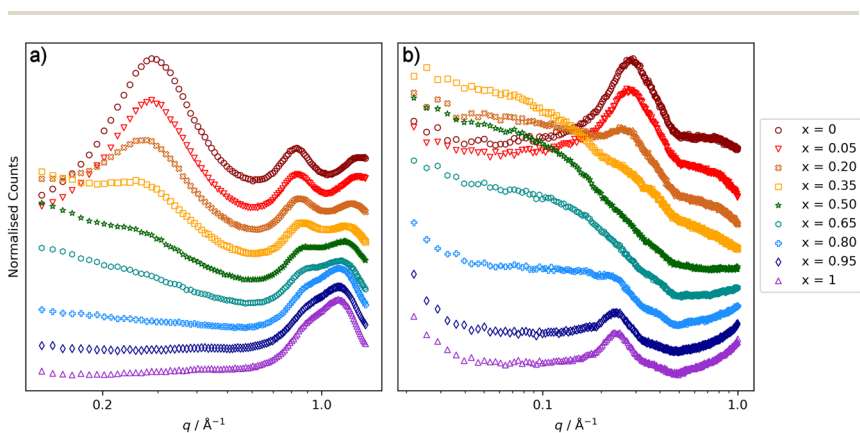 a)
b)
Normalised Counts
0.2
1.0
0.1
1.0
q / Å⁻¹
q / Å⁻¹
x = 0
x = 0.05
x = 0.20
x = 0.35
x = 0.50
x = 0.65
x = 0.80
x = 0.95
x = 1